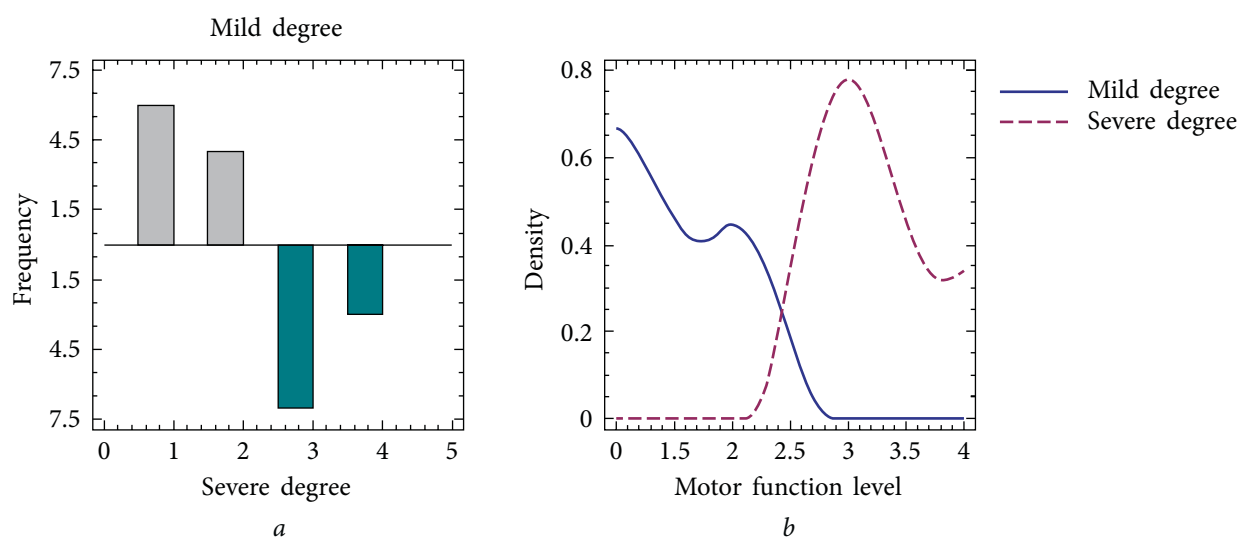 Mild degree
7.5
4.5
1.5
1.5
4.5
7.5
Frequency
0 1 2 3 4 5
Severe degree
a
0.8
0.6
0.4
0.2
0
Density
0 1.5 2 2.5 3 3.5 4
Motor function level
b
Mild degree
Severe degree